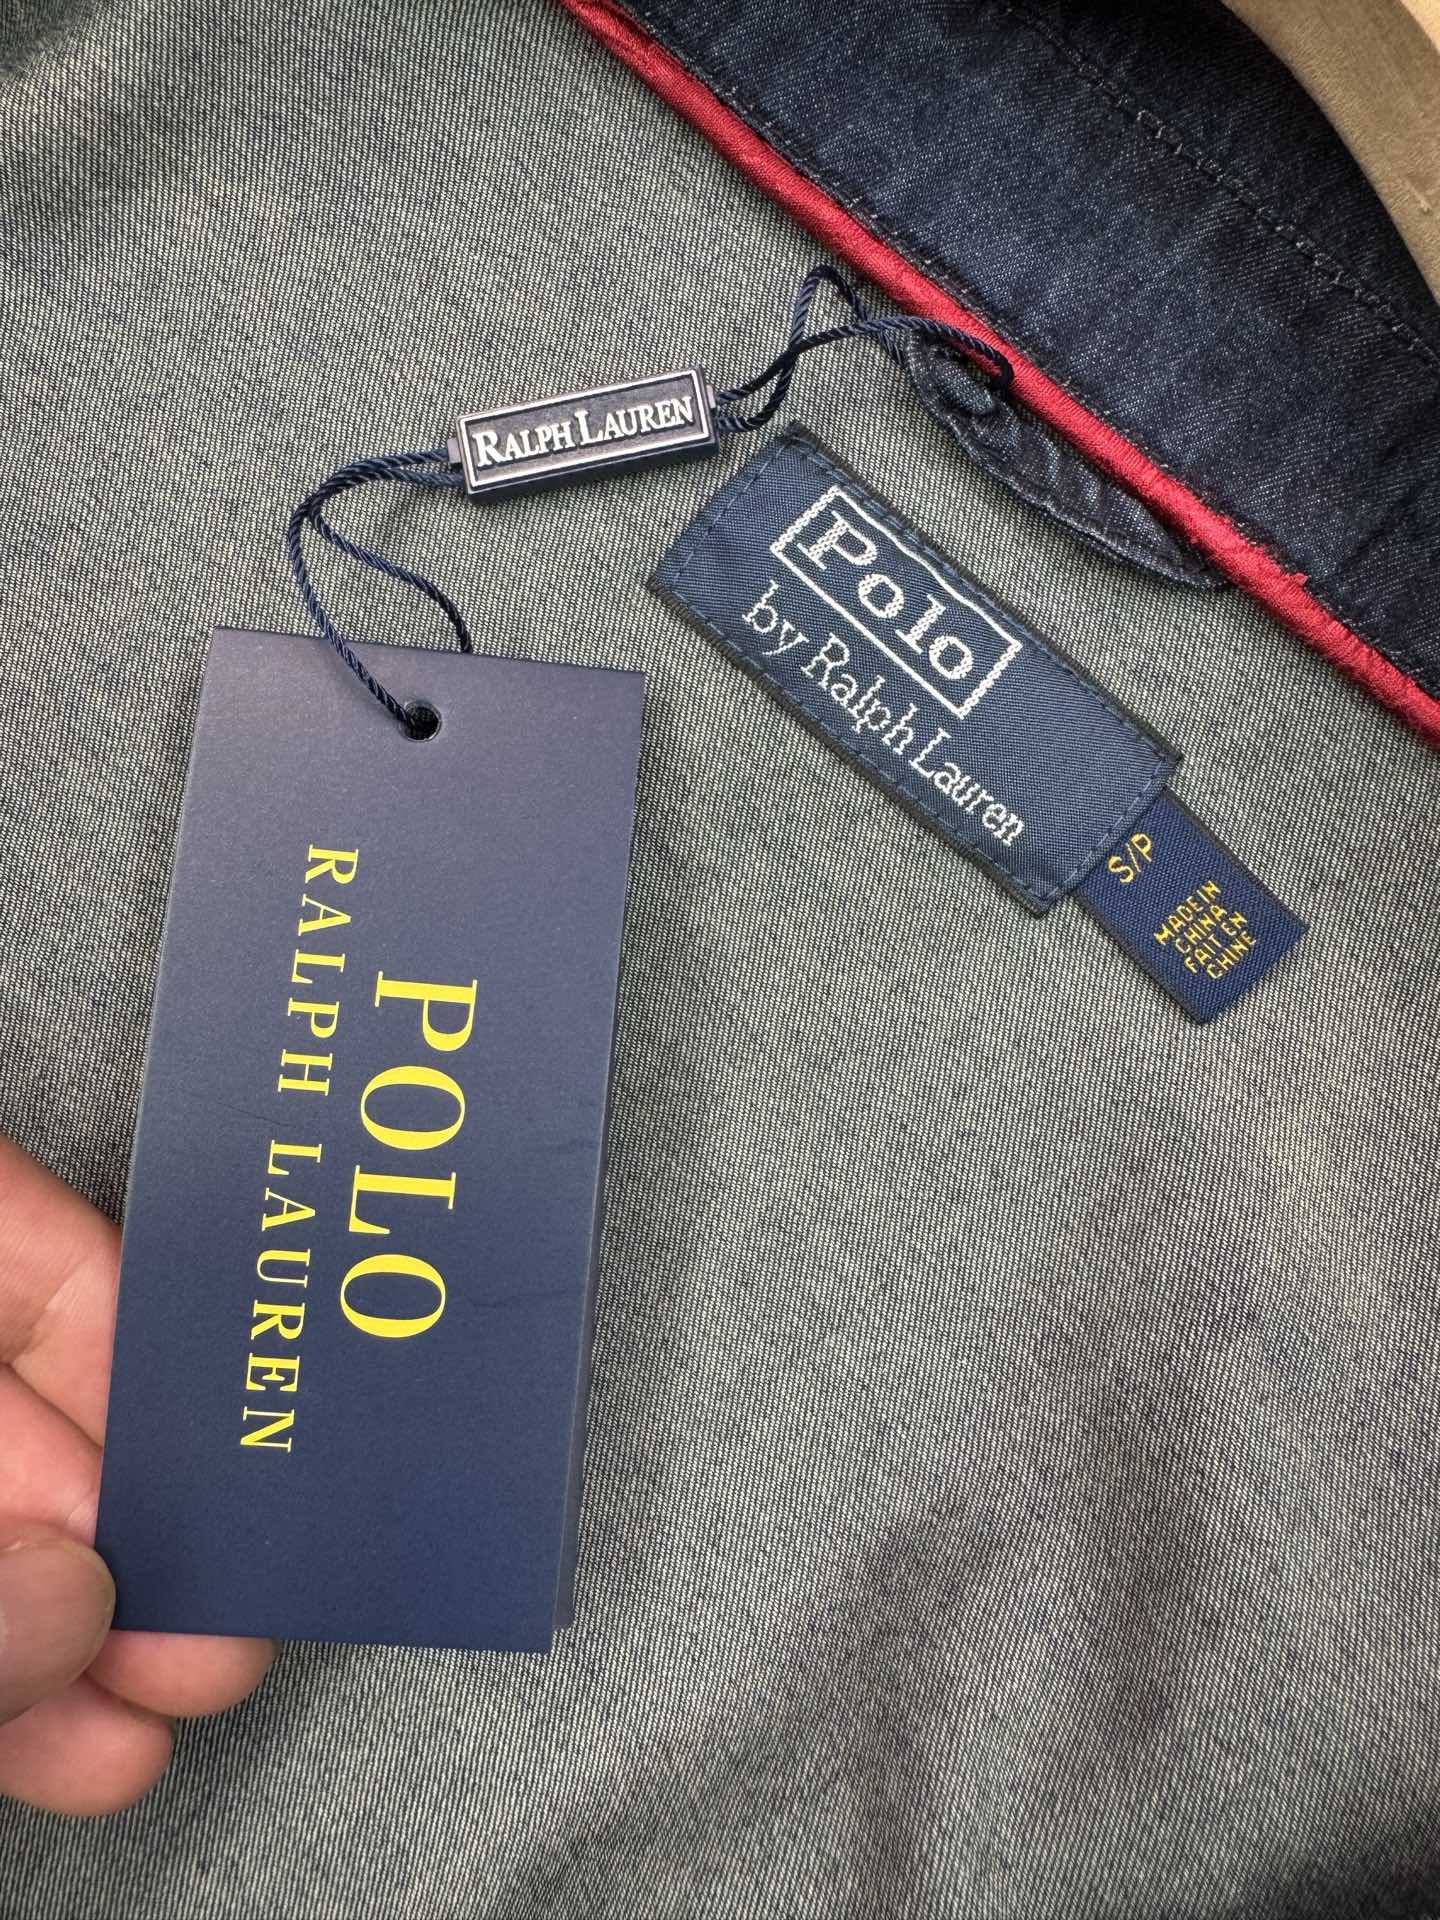 RALPH LAUREN
Polo
by Ralph Lauren
S/P
MADE IN
CHINA
FAIT EN
CHINE
POLO
RALPH LAUREN